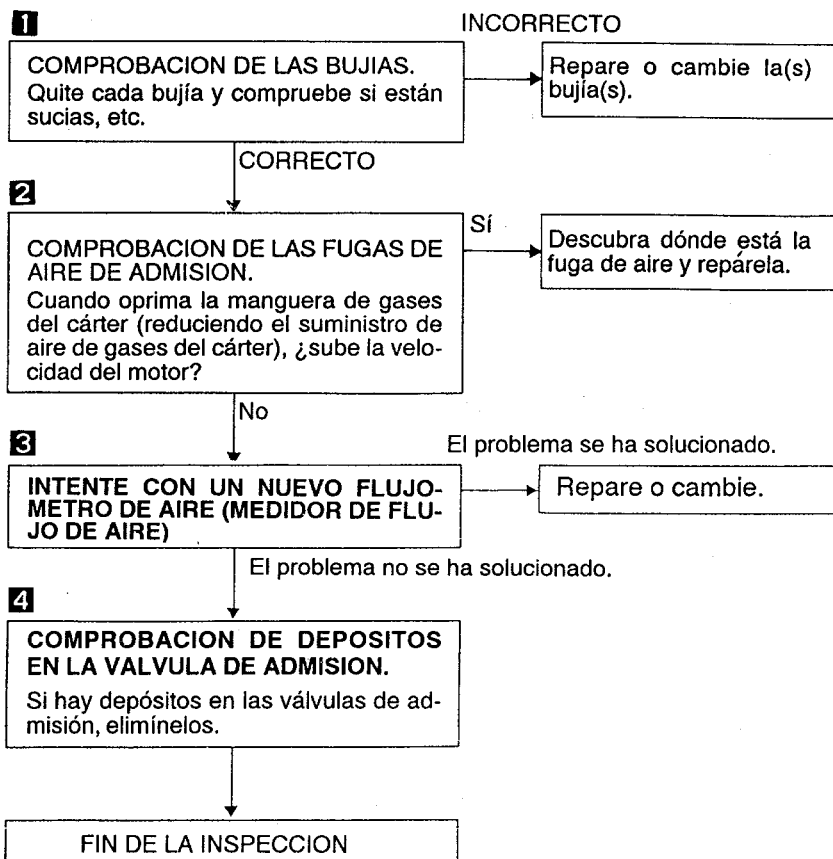 1
INCORRECTO
COMPROBACION DE LAS BUJIAS.
Quite cada bujía y compruebe si están
sucias, etc.
Repare o cambie la(s)
bujía(s).
CORRECTO
2
COMPROBACION DE LAS FUGAS DE
AIRE DE ADMISION.
Cuando oprima la manguera de gases
del cárter (reduciendo el suministro de
aire de gases del cárter), ¿sube la velo-
cidad del motor?
Sí
Descubra dónde está la
fuga de aire y repárela.
No
3
El problema se ha solucionado.
INTENTE CON UN NUEVO FLUJO-
METRO DE AIRE (MEDIDOR DE FLU-
JO DE AIRE)
Repare o cambie.
El problema no se ha solucionado.
4
COMPROBACION DE DEPOSITOS
EN LA VALVULA DE ADMISION.
Si hay depósitos en las válvulas de ad-
misión, elimínelos.
FIN DE LA INSPECCION